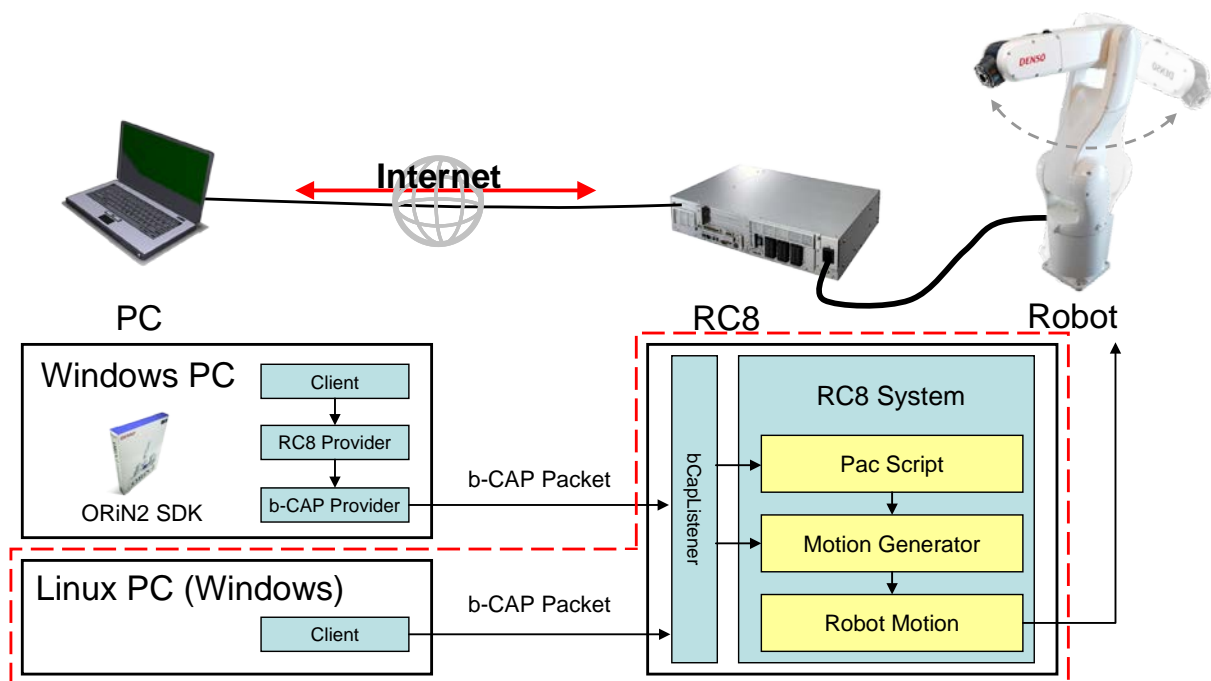 DENSO
DENSO
Internet
PC
RC8
Robot
Windows PC
Client
RC8 Provider
b-CAP Provider
ORiN2 SDK
b-CAP Packet
bCapListener
RC8 System
Pac Script
Motion Generator
Robot Motion
Linux PC (Windows)
Client
b-CAP Packet